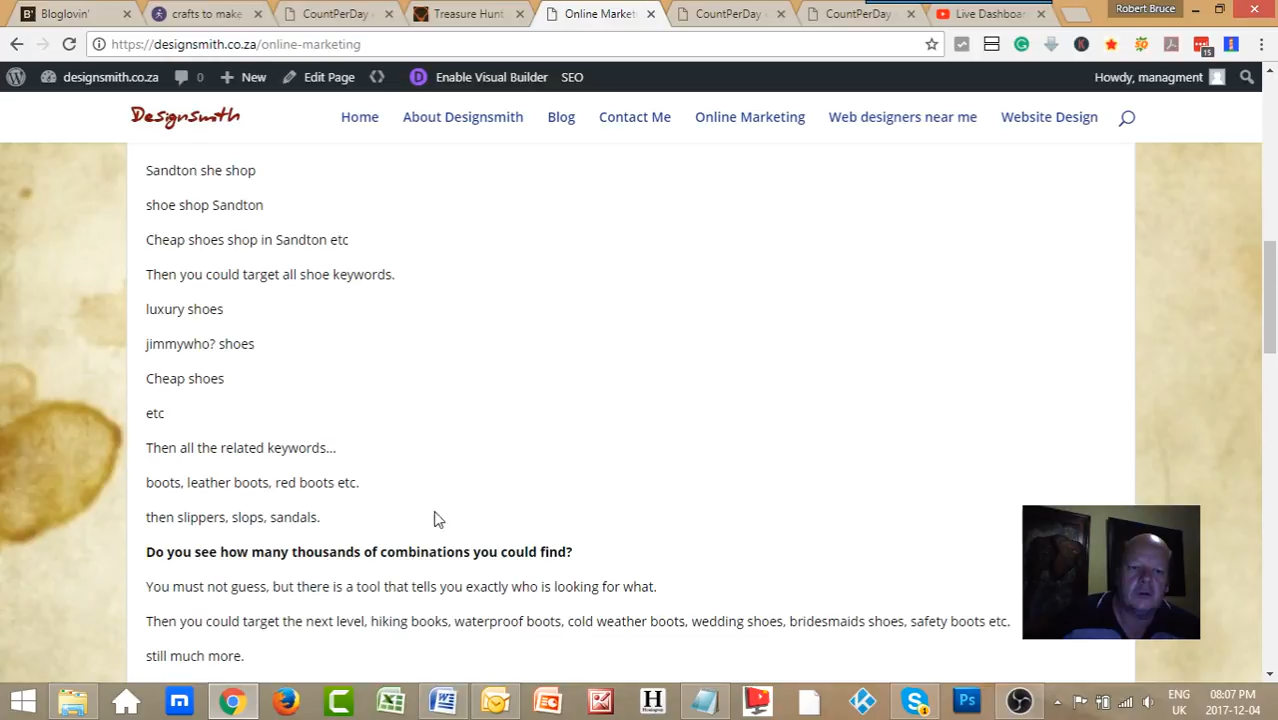 Bloglovin'
crafts to make
CountPerDay
Treasure Hunt
Online Market
CountPerDay
CountPerDay
Live Dashboa
Robert Bruce
https://designsmith.co.za/online-marketing
15
designsmith.co.za
0
New
Edit Page
D
Enable Visual Builder
SEO
Howdy, managment
Designsmith
Home
About Designsmith
Blog
Contact Me
Online Marketing
Web designers near me
Website Design
Sandton she shop
shoe shop Sandton
Cheap shoes shop in Sandton etc
Then you could target all shoe keywords.
luxury shoes
jimmywho? shoes
Cheap shoes
etc
Then all the related keywords...
boots, leather boots, red boots etc.
then slippers, slops, sandals.
Do you see how many thousands of combinations you could find?
You must not guess, but there is a tool that tells you exactly who is looking for what.
Then you could target the next level, hiking books, waterproof boots, cold weather boots, wedding shoes, bridesmaids shoes, safety boots etc.
still much more.
ENG
UK
08:07 PM
2017-12-04